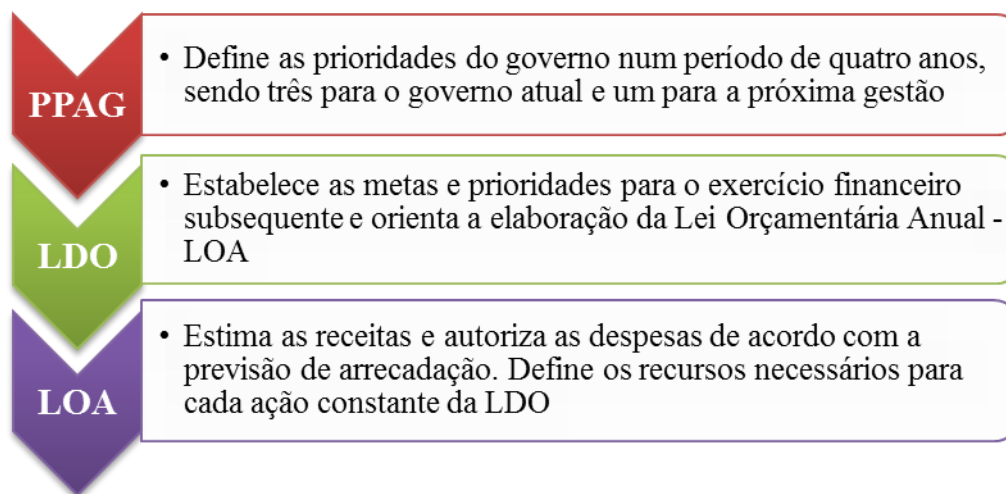 PPAG
• Define as prioridades do governo num período de quatro anos,
sendo três para o governo atual e um para a próxima gestão
LDO
• Estabelece as metas e prioridades para o exercício financeiro
subsequente e orienta a elaboração da Lei Orçamentária Anual -
LOA
LOA
• Estima as receitas e autoriza as despesas de acordo com a
previsão de arrecadação. Define os recursos necessários para
cada ação constante da LDO